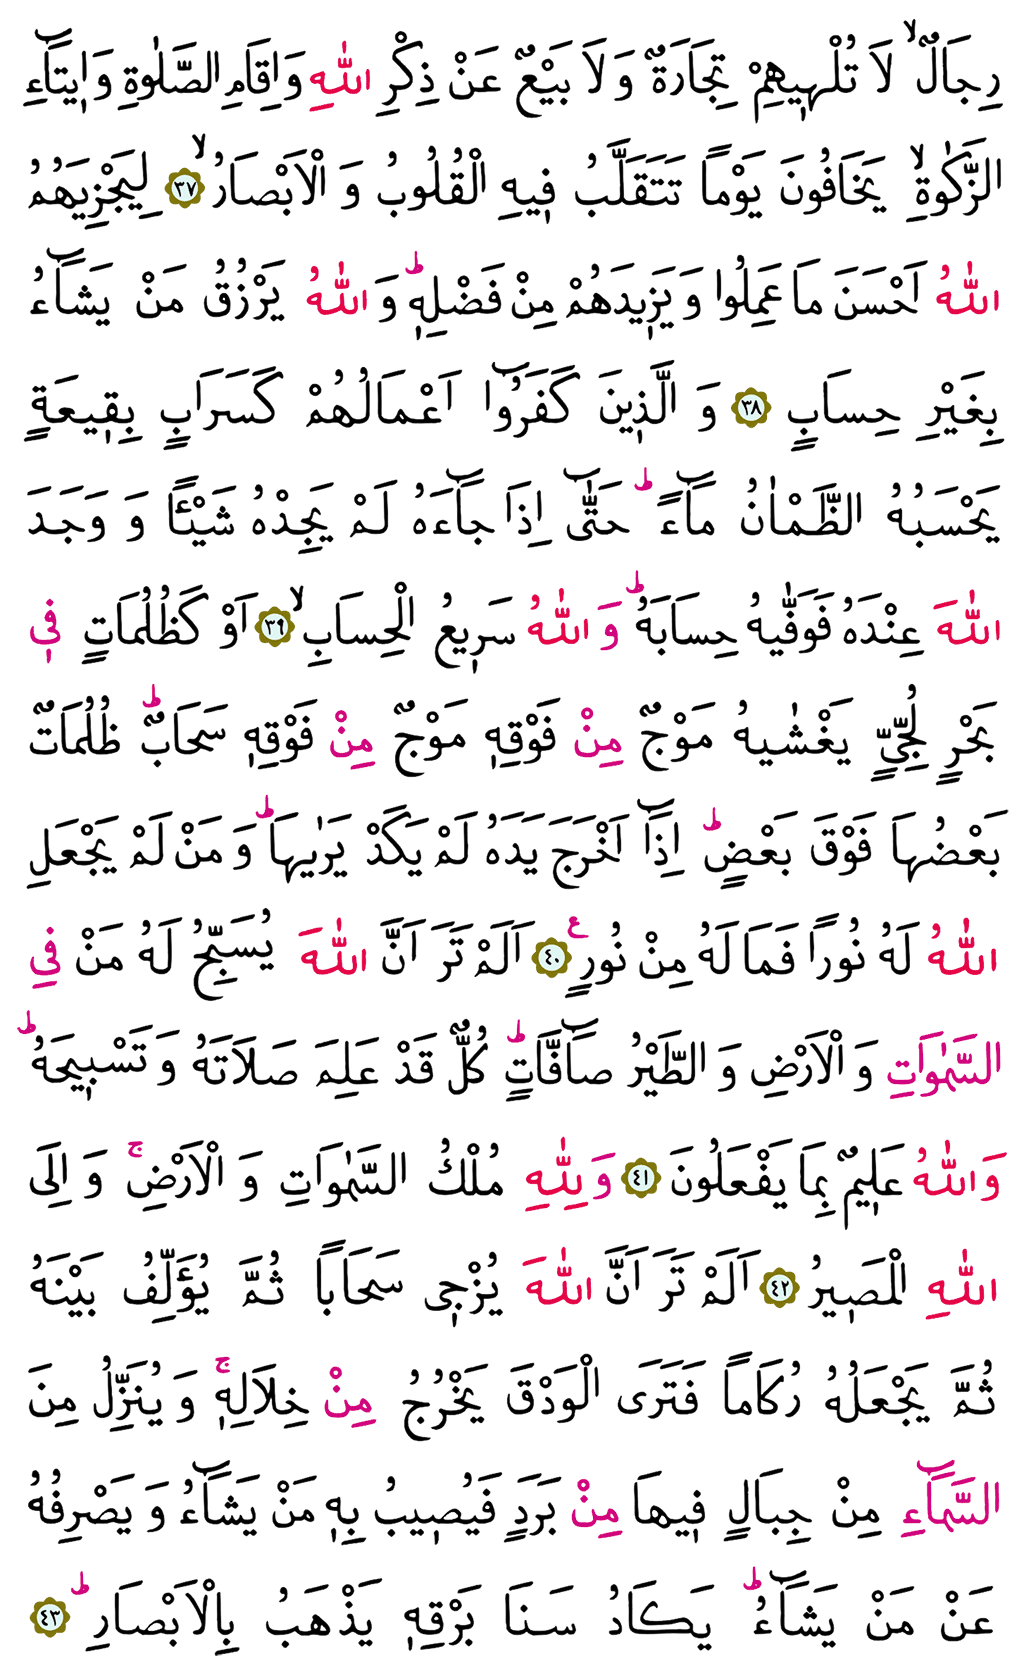 رِجَالٌۙ لَا تُلْه۪يهِمْ تِجَارَةٌ وَلَا بَيْعٌ عَنْ ذِكْرِ اللّٰهِ وَاِقَامِ الصَّلٰوةِ وَا۪يتَٓاءِ
الزَّكٰوةِۙ يَخَافُونَ يَوْماً تَتَقَلَّبُ ف۪يهِ الْقُلُوبُ وَ الْاَبْصَارُۙ ﴿٣٧﴾ لِيَجْزِيَهُمُ
اللّٰهُ اَحْسَنَ مَا عَمِلُوا وَ يَز۪يدَهُمْ مِنْ فَضْلِه۪ۜ وَ اللّٰهُ يَرْزُقُ مَنْ يَشَٓاءُ
بِغَيْرِ حِسَابٍ ﴿٣٨﴾ وَ الَّذ۪ينَ كَفَرُٓوا اَعْمَالُهُمْ كَسَرَابٍ بِق۪يعَةٍ
يَحْسَبُهُ الظَّمْاٰنُ مَٓاءًۜ حَتّٰٓى اِذَا جَٓاءَهُ لَمْ يَجِدْهُ شَيْـٔاً وَ وَجَدَ
اللّٰهَ عِنْدَهُ فَوَفّٰيهُ حِسَابَهُۜ وَ اللّٰهُ سَر۪يعُ الْحِسَابِۙ ﴿٣٩﴾ اَوْ كَظُلُمَاتٍ ف۪ي
بَحْرٍ لُجِّيٍّ يَغْشٰيهُ مَوْجٌ مِنْ فَوْقِه۪ مَوْجٌ مِنْ فَوْقِه۪ سَحَابٌۜ ظُلُمَاتٌ
بَعْضُهَا فَوْقَ بَعْضٍۜ اِذَٓا اَخْرَجَ يَدَهُ لَمْ يَكَدْ يَرٰيهَاۜ وَ مَنْ لَمْ يَجْعَلِ
اللّٰهُ لَهُ نُوراً فَمَا لَهُ مِنْ نُورٍ۟ ع ﴿٤٠﴾ اَلَمْ تَرَ اَنَّ اللّٰهَ يُسَبِّحُ لَهُ مَنْ فِي
السَّمٰوَاتِ وَ الْاَرْضِ وَ الطَّيْرُ صَٓافَّاتٍۜ كُلٌّ قَدْ عَلِمَ صَلَاتَهُ وَ تَسْب۪يحَهُۜ
وَ اللّٰهُ عَل۪يمٌ بِمَا يَفْعَلُونَ ﴿٤١﴾ وَ لِلّٰهِ مُلْكُ السَّمٰوَاتِ وَ الْاَرْضِۚ وَ اِلَى
اللّٰهِ الْمَص۪يرُ ﴿٤٢﴾ اَلَمْ تَرَ اَنَّ اللّٰهَ يُزْج۪ي سَحَاباً ثُمَّ يُؤَلِّفُ بَيْنَهُ
ثُمَّ يَجْعَلُهُ رُكَاماً فَتَرَى الْوَدْقَ يَخْرُجُ مِنْ خِلَالِه۪ۚ وَ يُنَزِّلُ مِنَ
السَّمَٓاءِ مِنْ جِبَالٍ ف۪يهَا مِنْ بَرَدٍ فَيُص۪يبُ بِه۪ مَنْ يَشَٓاءُ وَ يَصْرِفُهُ
عَنْ مَنْ يَشَٓاءُۜ يَكَادُ سَنَا بَرْقِه۪ يَذْهَبُ بِالْاَبْصَارِۜ ﴿٤٣﴾